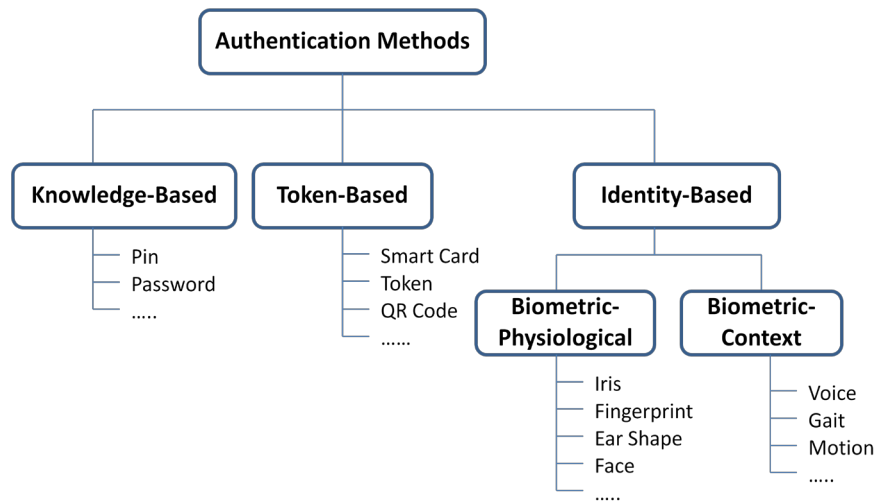 Authentication Methods
Knowledge-Based
Token-Based
Identity-Based
Pin
Password
.....
Smart Card
Token
QR Code
......
Biometric-
Physiological
Biometric-
Context
Iris
Fingerprint
Ear Shape
Face
.....
Voice
Gait
Motion
.....